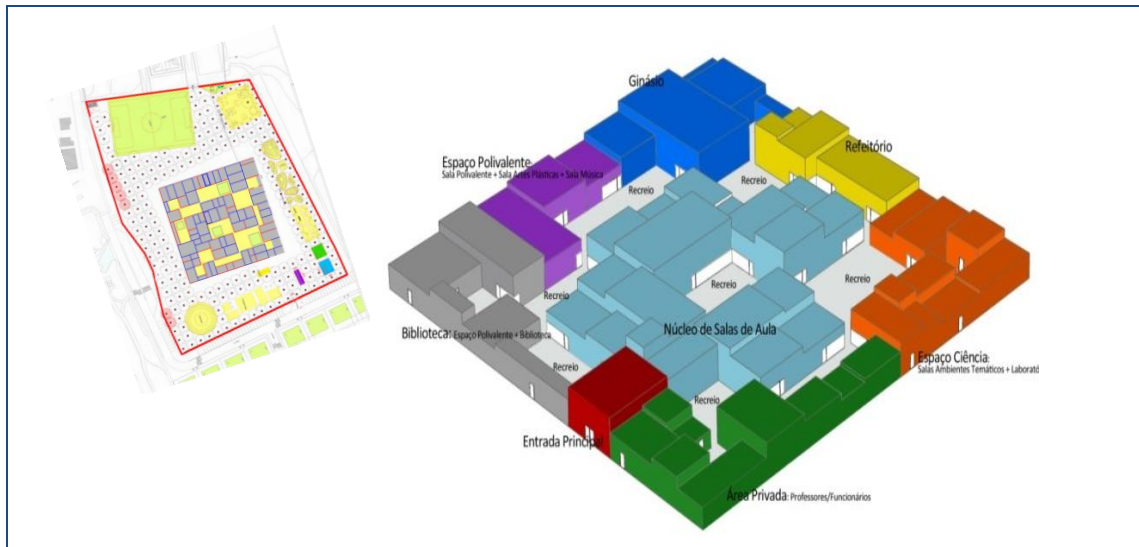 Ginásio
Refeitório
Espaço Polivalente:
Sala Polivalente + Sala Artes Plásticas + Sala Música
Recreio
Recreio
Recreio
Recreio
Biblioteca: Espaço Polivalente + Biblioteca
Núcleo de Salas de Aula
Espaço Ciência:
Salas Ambientes Temáticos + Laborató
Recreio
Recreio
Entrada Principal
Área Privada: Professores/Funcionários